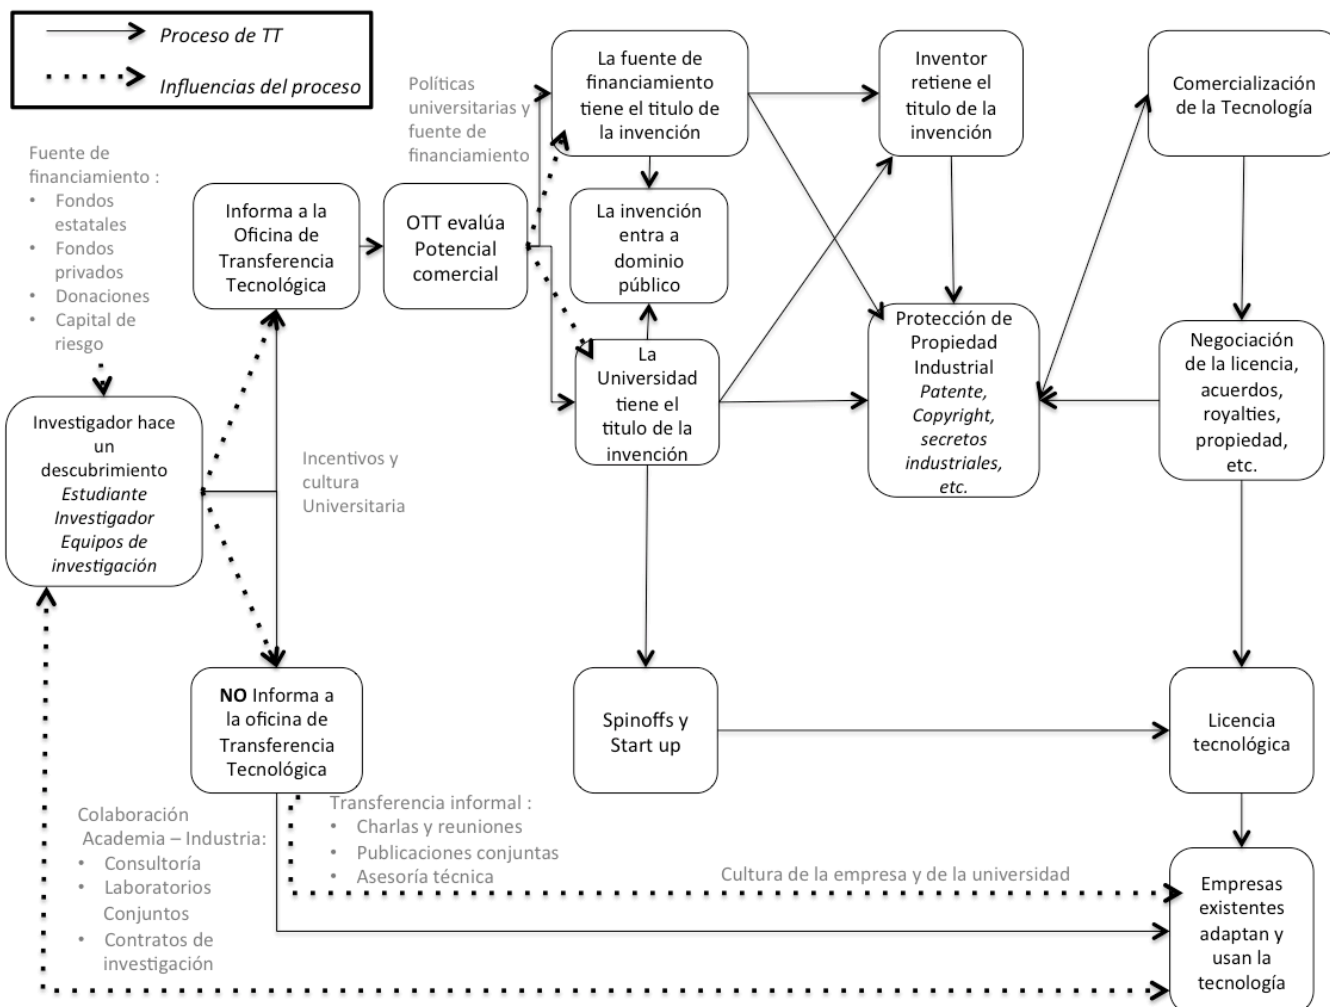 Proceso de TT
Influencias del proceso
Fuente de
financiamiento :
• Fondos
estatales
• Fondos
privados
• Donaciones
• Capital de
riesgo
Investigador hace
un
descubrimiento
Estudiante
Investigador
Equipos de
investigación
Informa a la
Oficina de
Transferencia
Tecnológica
OTT evalúa
Potencial
comercial
Políticas
universitarias y
fuente de
financiamiento
La fuente de
financiamiento
tiene el titulo de
la invención
La invención
entra a
dominio
público
La
Universidad
tiene el
titulo de la
invención
Inventor
retiene el
titulo de la
invención
Protección de
Propiedad
Industrial
Patente,
Copyright,
secretos
industriales,
etc.
Comercialización
de la Tecnología
Negociación
de la licencia,
acuerdos,
royalties,
propiedad,
etc.
Incentivos y
cultura
Universitaria
NO Informa a
la oficina de
Transferencia
Tecnológica
Spinoffs y
Start up
Licencia
tecnológica
Colaboración
Academia – Industria:
• Consultoría
• Laboratorios
Conjuntos
• Contratos de
investigación
Transferencia informal :
• Charlas y reuniones
• Publicaciones conjuntas
• Asesoría técnica
Cultura de la empresa y de la universidad
Empresas
existentes
adaptan y
usan la
tecnología